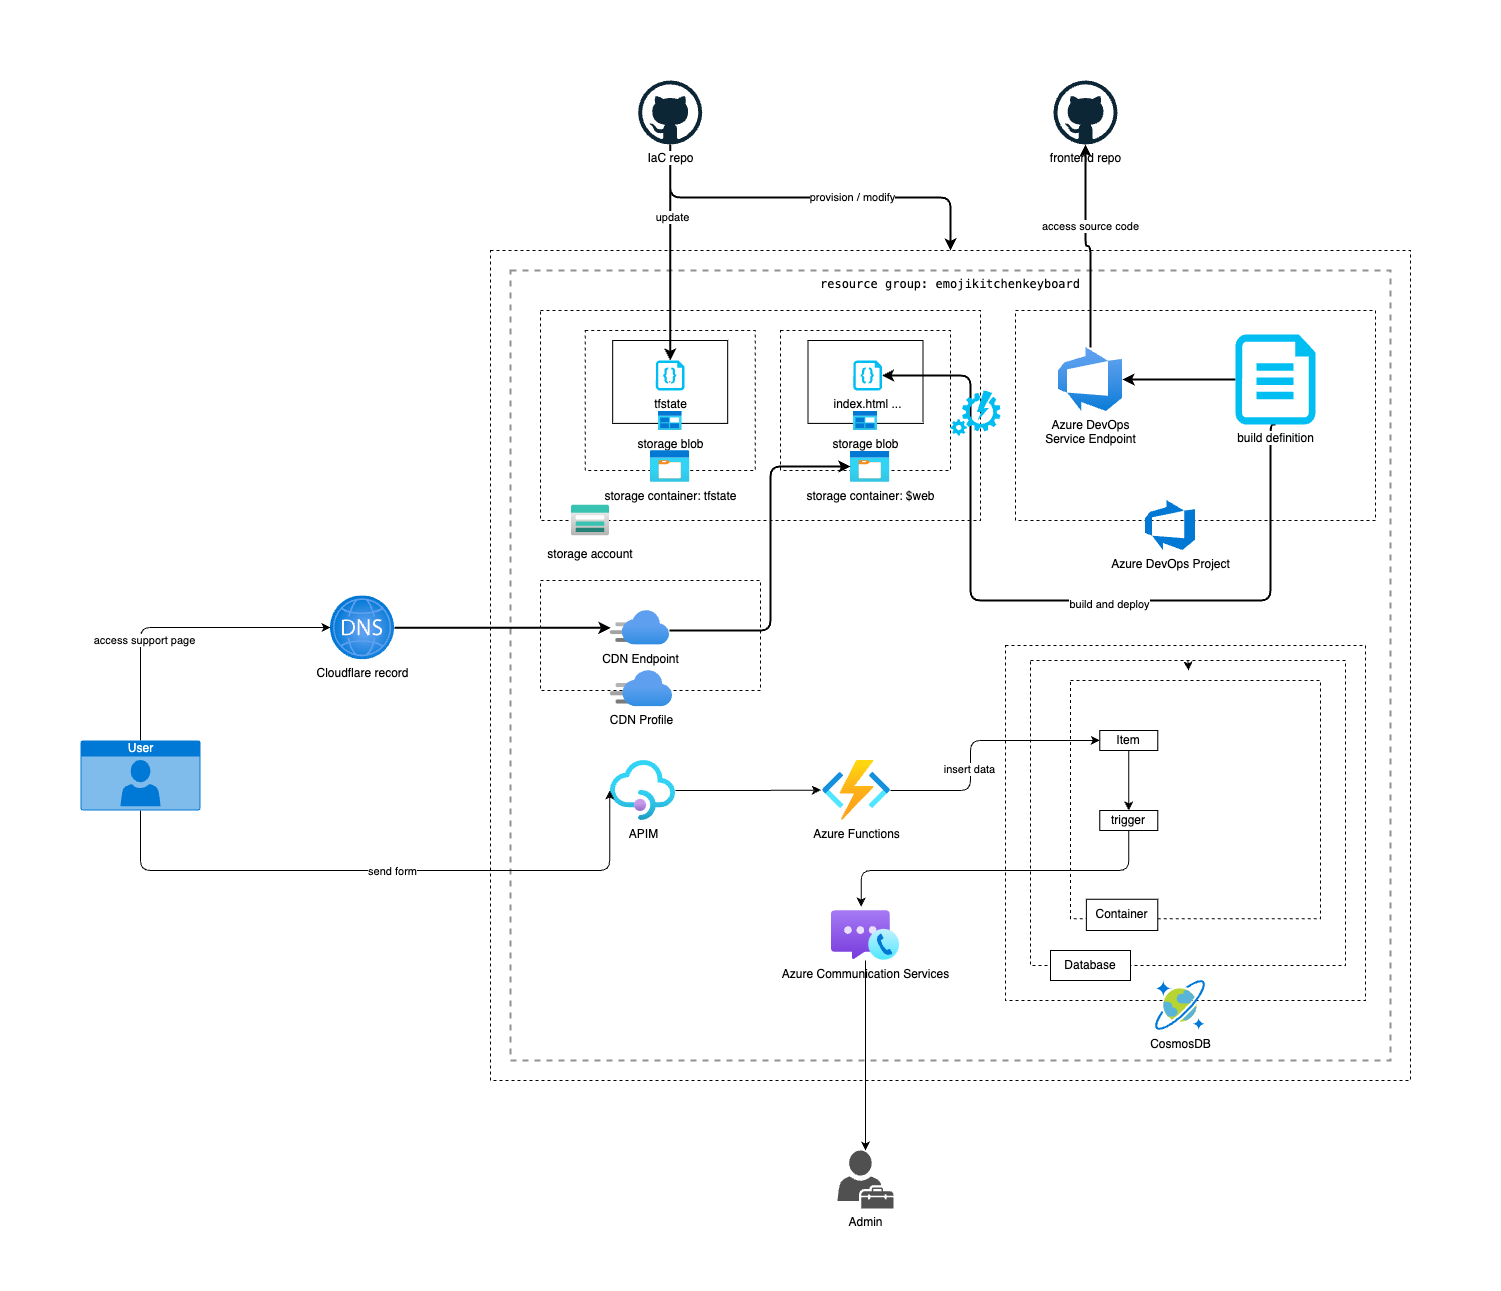 IaC repo
frontend repo
provision / modify
update
access source code
resource group: emojikitchenkeyboard
{}
tfstate
storage blob
storage container: tfstate
{}
index.html ...
storage blob
storage container: $web
storage account
Azure DevOps
Service Endpoint
build definition
Azure DevOps Project
build and deploy
access support page
DNS
Cloudflare record
CDN Endpoint
CDN Profile
User
send form
APIM
Azure Functions
insert data
Item
trigger
Container
Database
CosmosDB
Azure Communication Services
Admin